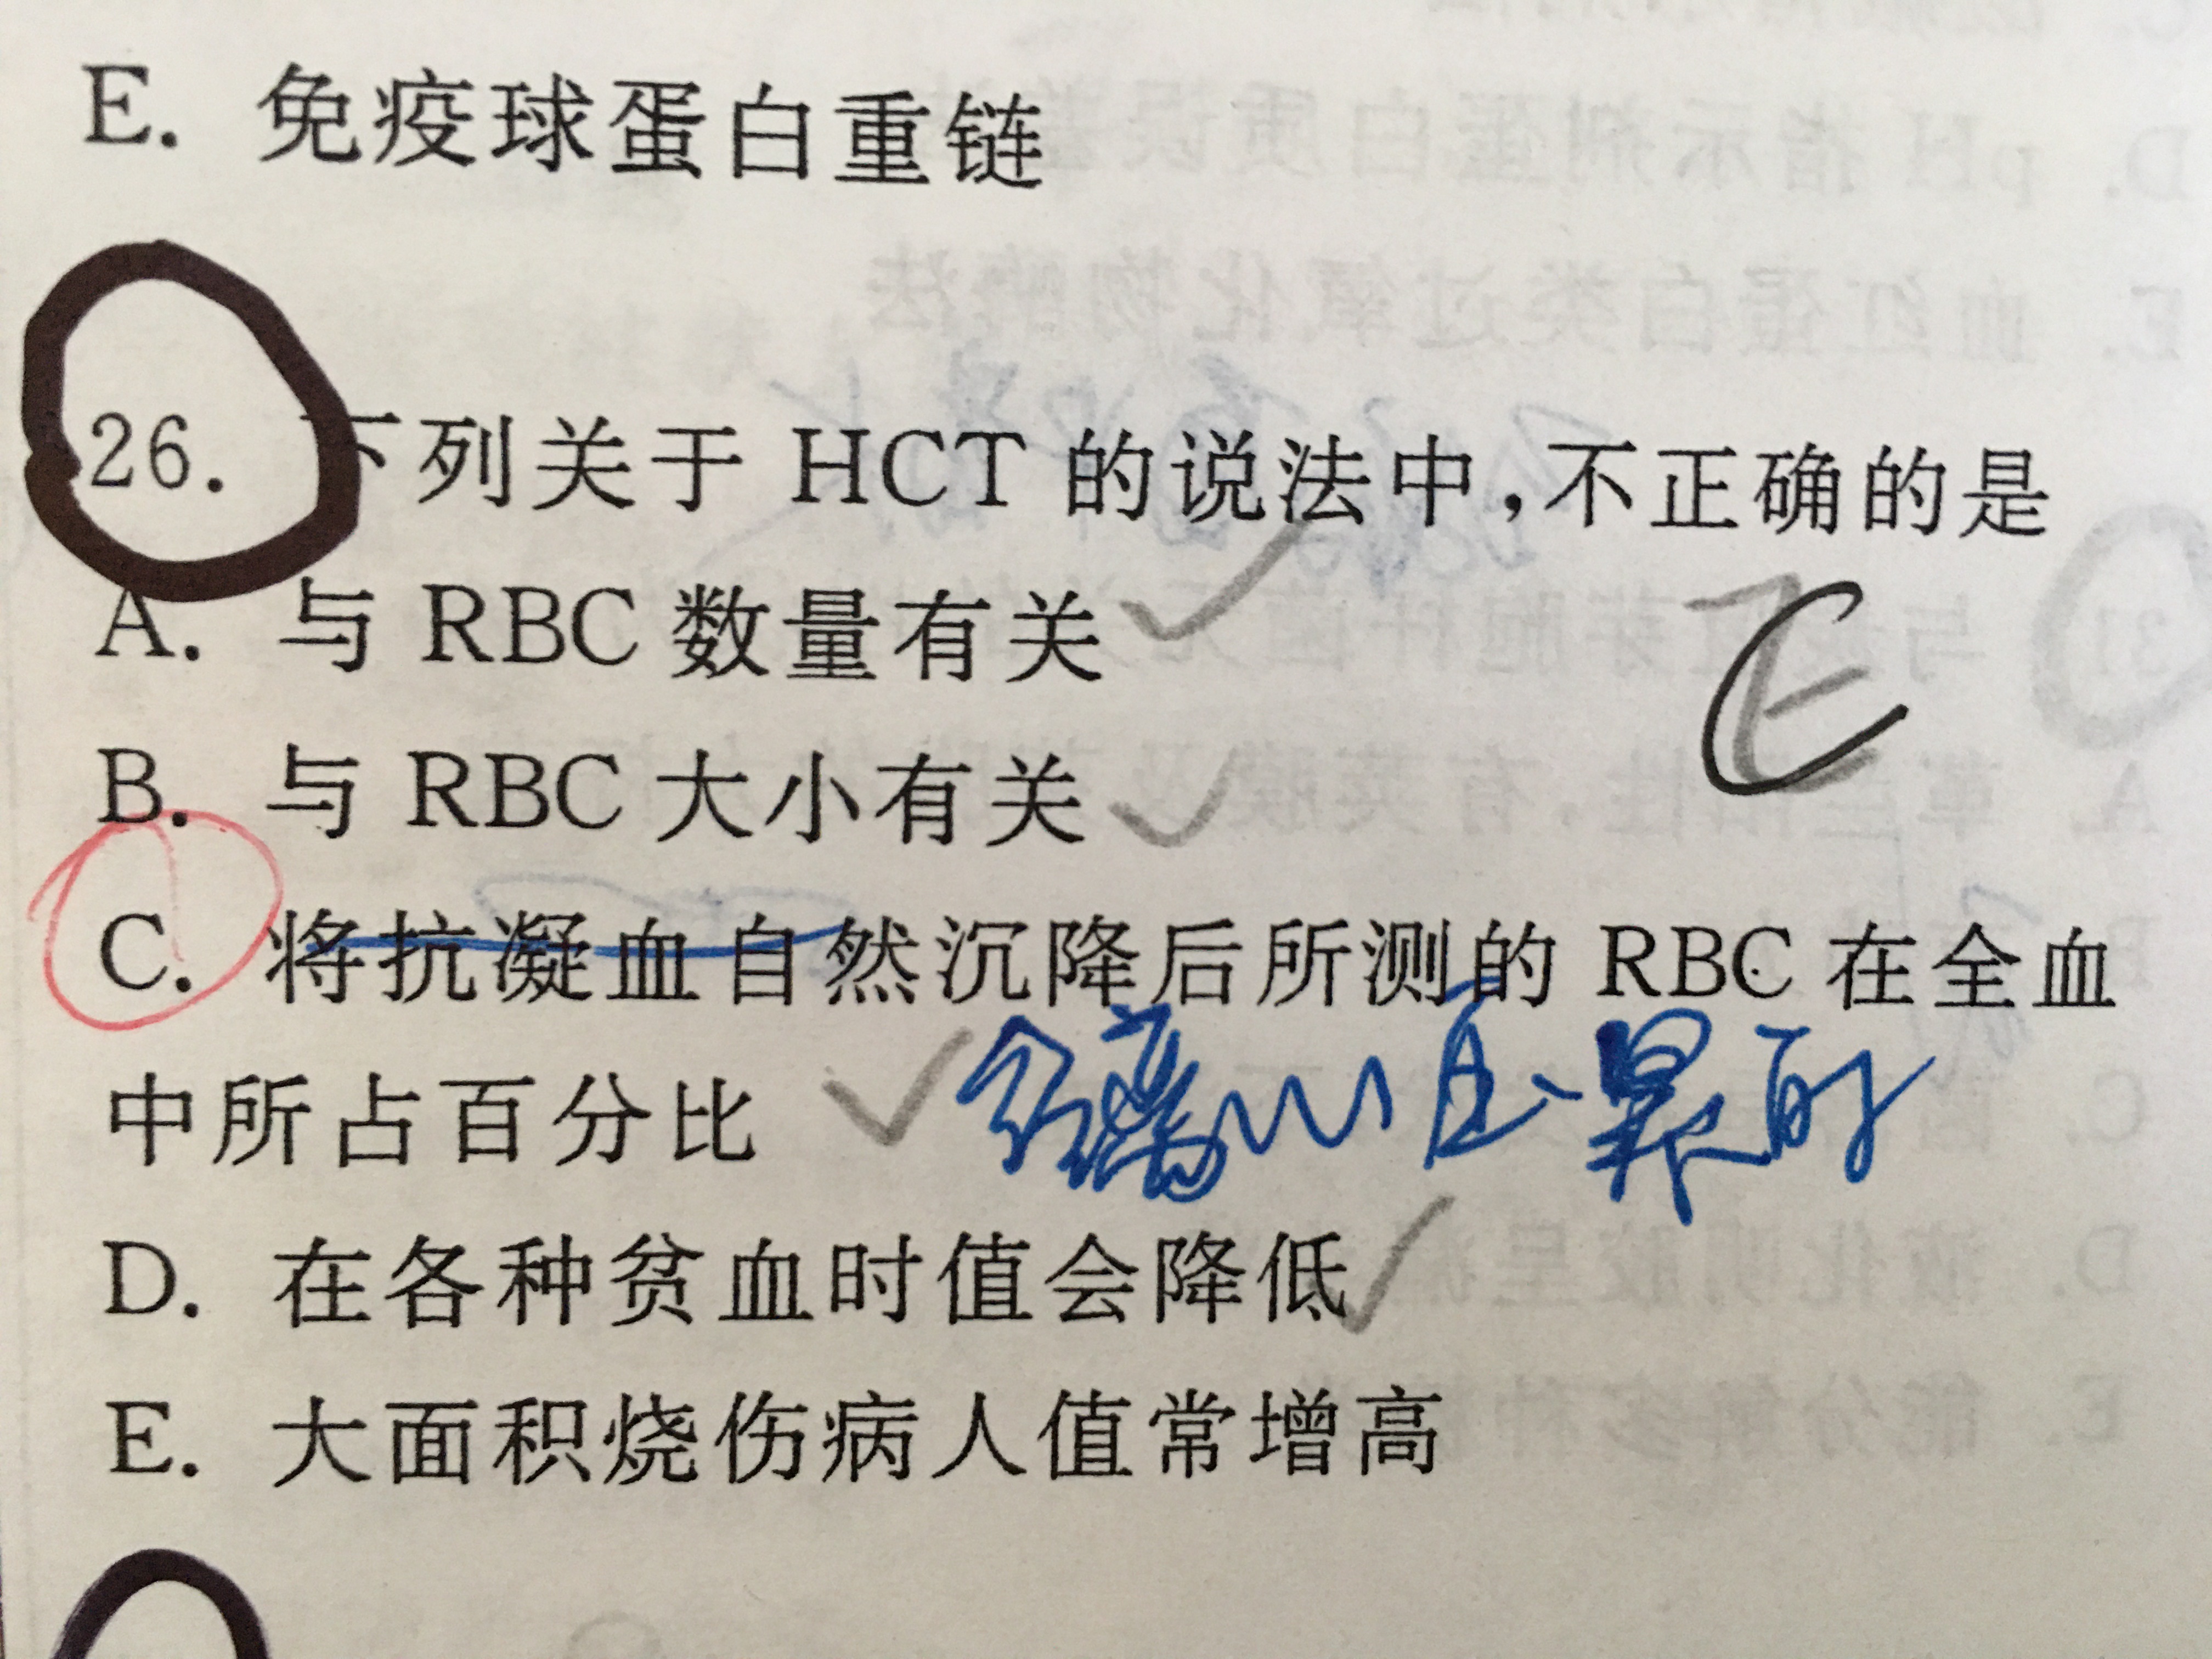 E. 免疫球蛋白重链
26. 下列关于 HCT 的说法中,不正确的是
A. 与 RBC 数量有关
B. 与 RBC 大小有关
C. 将抗凝血自然沉降后所测的 RBC 在全血
中所占百分比
D. 在各种贫血时值会降低
E. 大面积烧伤病人值常增高
C